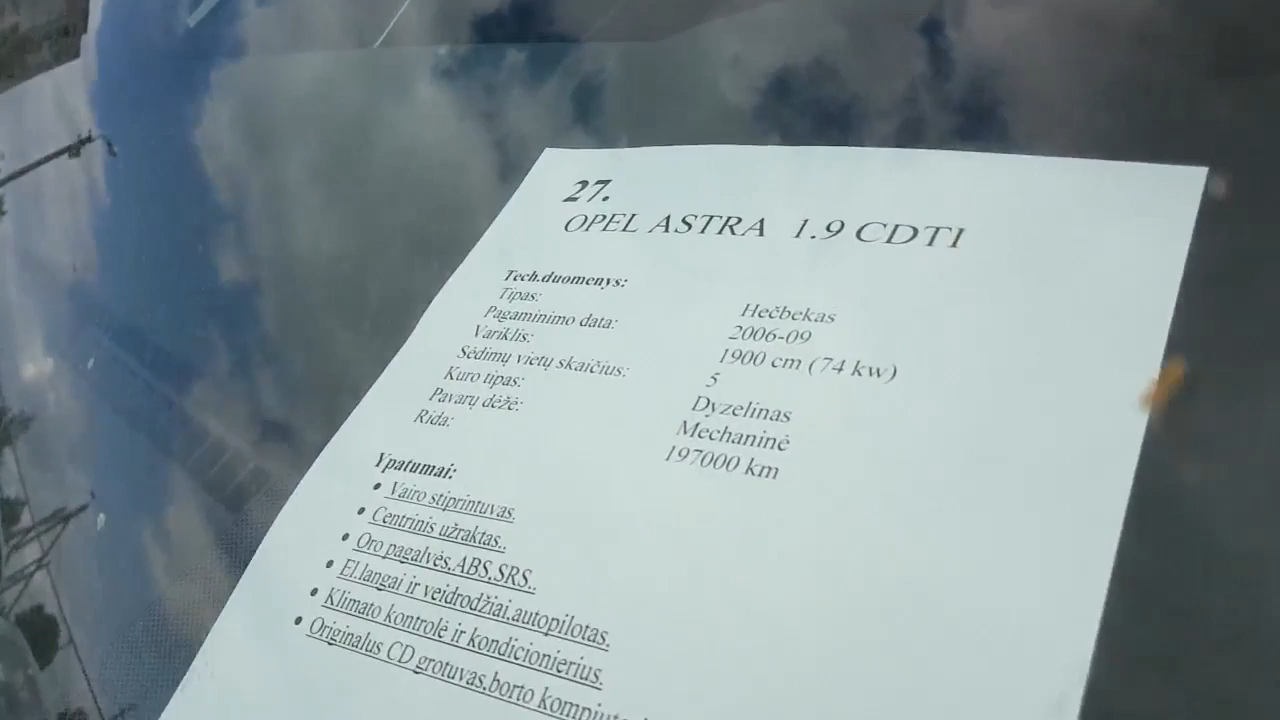 27.
OPEL ASTRA 1.9 CDTI
Tech.duomenys:
Tipas: Hečbekas
Pagaminimo data: 2006-09
Variklis: 1900 cm (74 kw)
Sėdimų vietų skaičius: 5
Kuro tipas: Dyzelinas
Pavarų dėžė: Mechaninė
Rida: 197000 km
Ypatumai:
• Vairo stiprintuvas.
• Centrinis užraktas..
• Oro pagalvės,ABS,SRS..
• El.langai ir veidrodžiai,autopilotas.
• Klimato kontrolė ir kondicionierius.
• Originalus CD grotuvas,borto